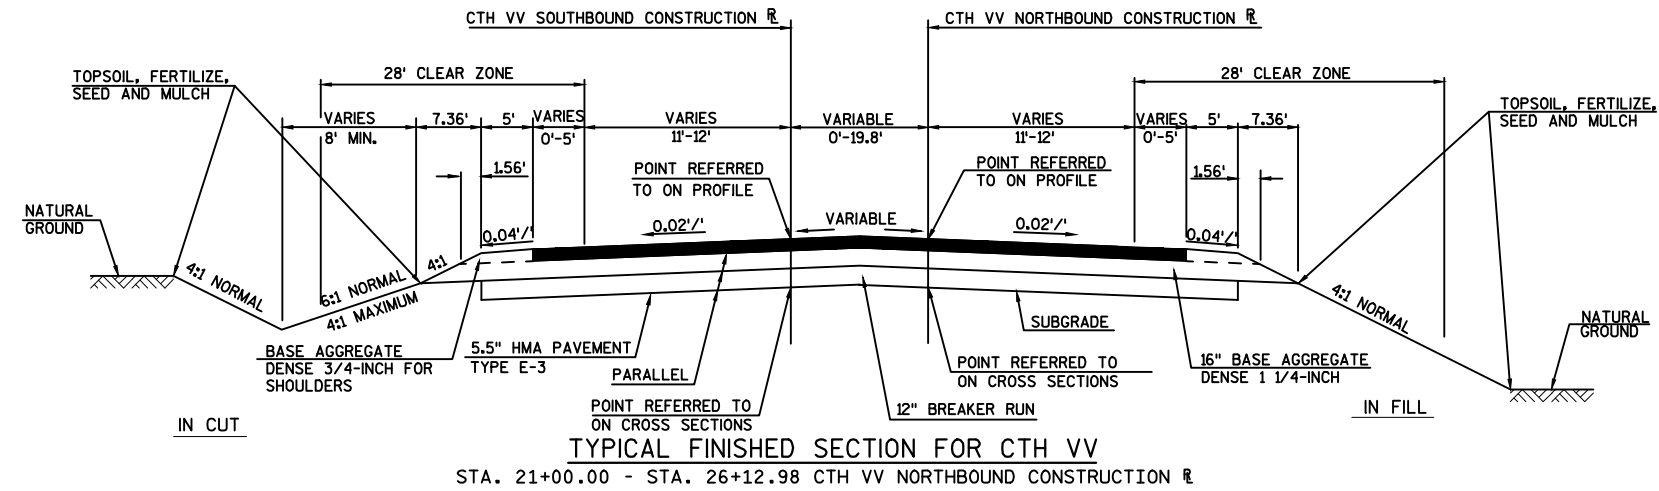 CTH VV SOUTHBOUND CONSTRUCTION ℞
CTH VV NORTHBOUND CONSTRUCTION ℞
TOPSOIL, FERTILIZE,
SEED AND MULCH
28' CLEAR ZONE
28' CLEAR ZONE
TOPSOIL, FERTILIZE,
SEED AND MULCH
VARIES
8' MIN.
7.36'
5'
VARIES
0'-5'
VARIES
11'-12'
VARIABLE
0'-19.8'
VARIES
11'-12'
VARIES
0'-5'
5'
7.36'
1.56'
POINT REFERRED
TO ON PROFILE
POINT REFERRED
TO ON PROFILE
1.56'
NATURAL
GROUND
0.04'/'
0.02'/'
VARIABLE
0.02'/'
0.04'/'
4:1 NORMAL
6:1 NORMAL
4:1 MAXIMUM
4:1
4:1 NORMAL
NATURAL
GROUND
BASE AGGREGATE
DENSE 3/4-INCH FOR
SHOULDERS
5.5" HMA PAVEMENT
TYPE E-3
PARALLEL
SUBGRADE
POINT REFERRED TO
ON CROSS SECTIONS
16" BASE AGGREGATE
DENSE 1 1/4-INCH
POINT REFERRED TO
ON CROSS SECTIONS
12" BREAKER RUN
IN CUT
IN FILL
TYPICAL FINISHED SECTION FOR CTH VV
STA. 21+00.00 - STA. 26+12.98 CTH VV NORTHBOUND CONSTRUCTION ℞